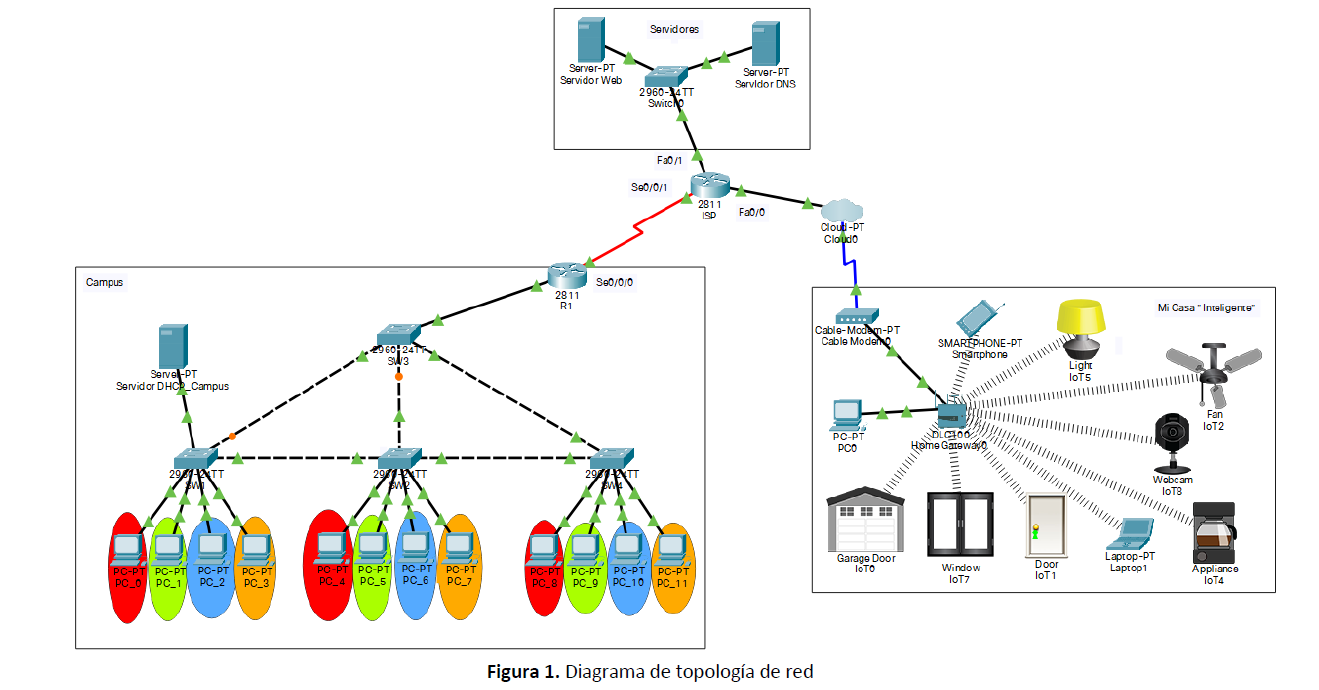 Servidores
Server-PT
Servidor Web
Server-PT
Servidor DNS
2960-24TT
Switch0
Fa0/1
Se0/0/1
2811
ISP
Fa0/0
Cloud-PT
Cloud0
Campus
Se0/0/0
2811
R1
2960-24TT
SW3
Server-PT
Servidor DHCP_Campus
2960-24TT
SW1
2960-24TT
SW2
2960-24TT
SW4
PC-PT
PC_0
PC-PT
PC_1
PC-PT
PC_2
PC-PT
PC_3
PC-PT
PC_4
PC-PT
PC_5
PC-PT
PC_6
PC-PT
PC_7
PC-PT
PC_8
PC-PT
PC_9
PC-PT
PC_10
PC-PT
PC_11
Mi Casa " Inteligente"
Cable-Modem-PT
Cable Modem0
SMARTPHONE-PT
Smartphone
Light
IoT5
Fan
IoT2
PC-PT
PC0
DLC100
Home Gateway0
Webcam
IoT3
Garage Door
IoT0
Window
IoT7
Door
IoT1
Laptop-PT
Laptop1
Appliance
IoT4
Figura 1. Diagrama de topología de red